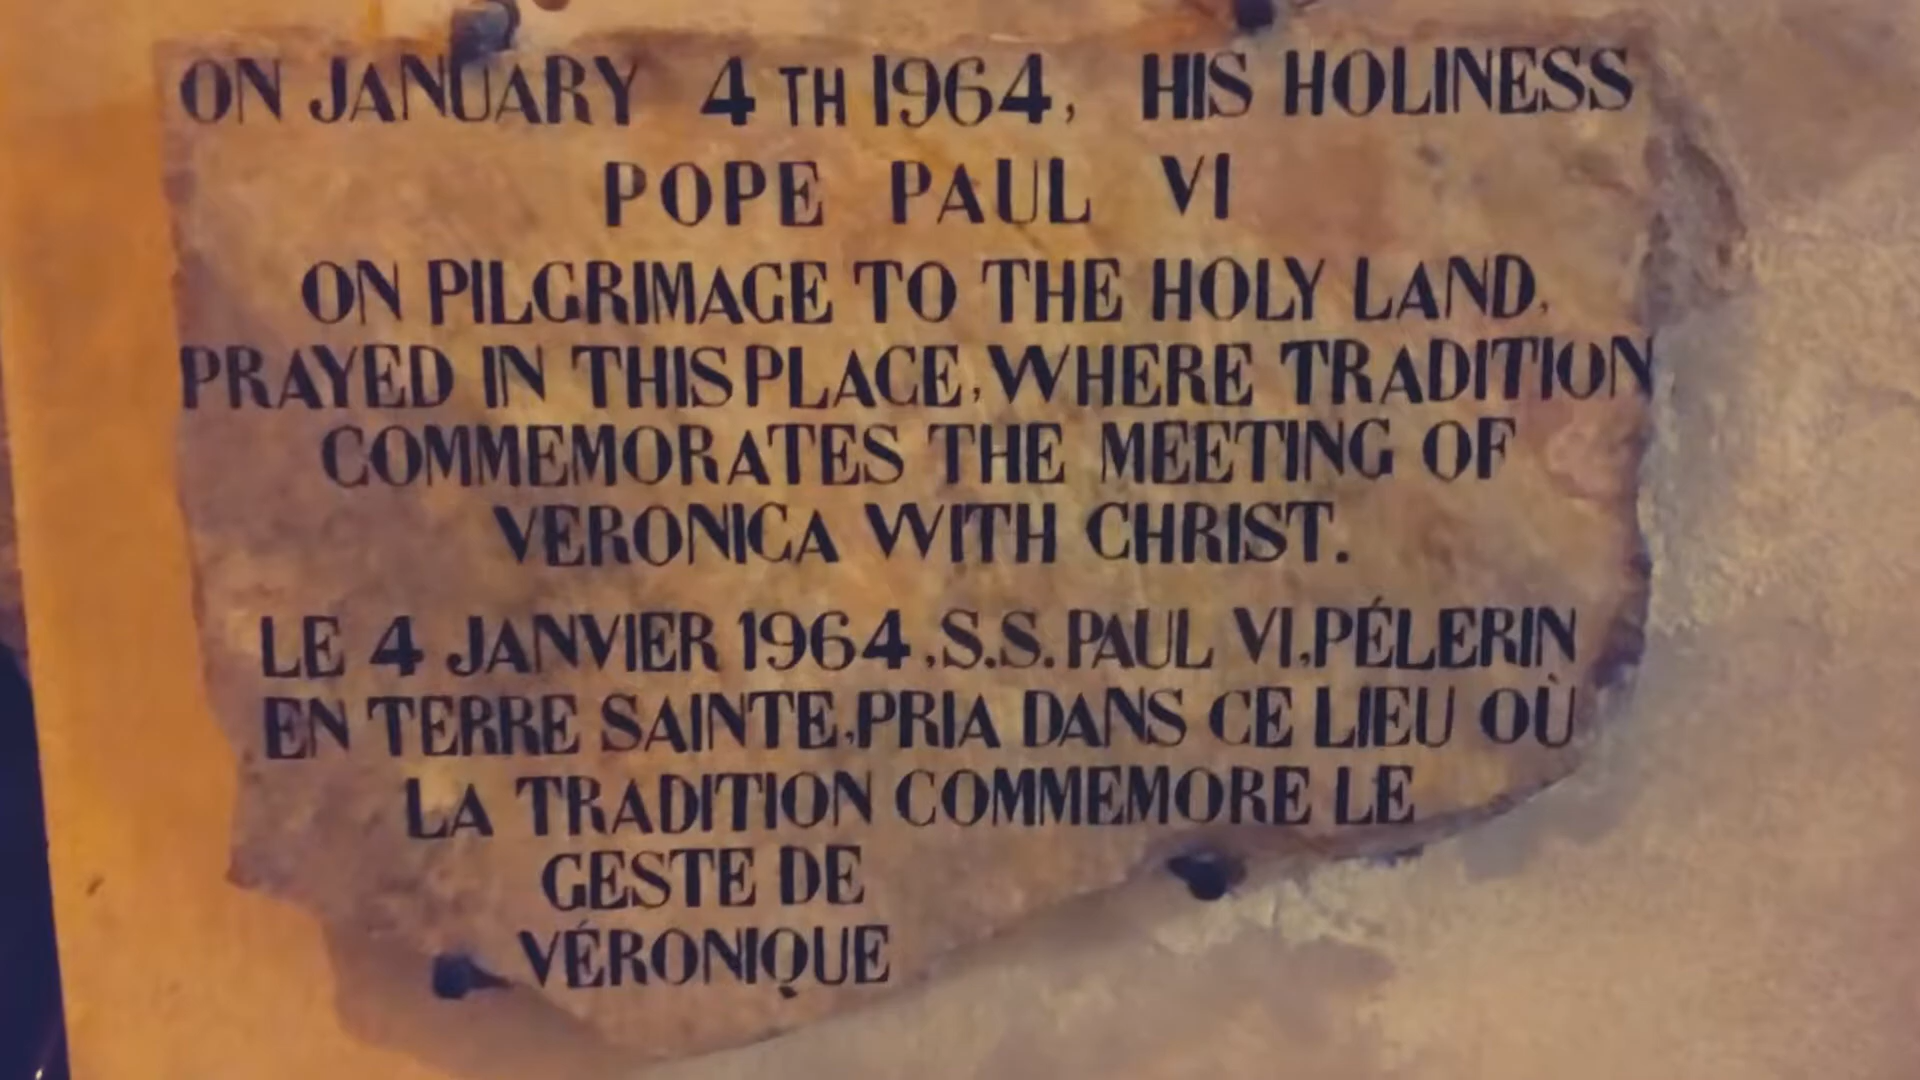 ON JANUARY 4 TH 1964, HIS HOLINESS
POPE PAUL VI
ON PILGRIMAGE TO THE HOLY LAND,
PRAYED IN THIS PLACE, WHERE TRADITION
COMMEMORATES THE MEETING OF
VERONICA WITH CHRIST.
LE 4 JANVIER 1964, S.S. PAUL VI, PÉLERIN
EN TERRE SAINTE, PRIA DANS CE LIEU OÙ
LA TRADITION COMMEMORE LE
GESTE DE
VÉRONIQUE